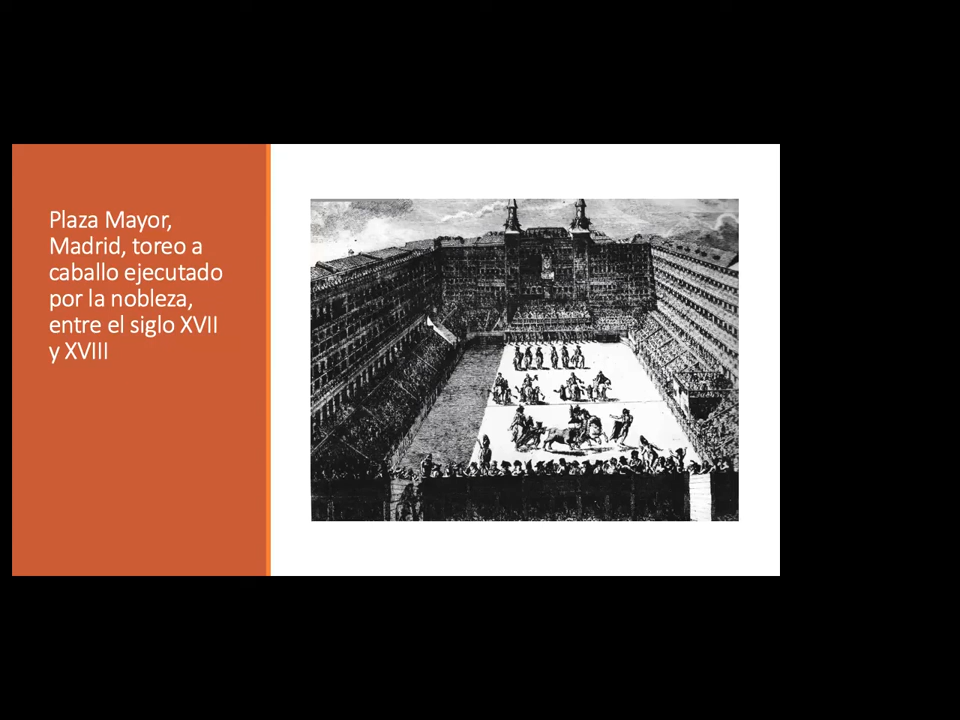 Plaza Mayor,
Madrid, toreo a
caballo ejecutado
por la nobleza,
entre el siglo XVII
y XVIII